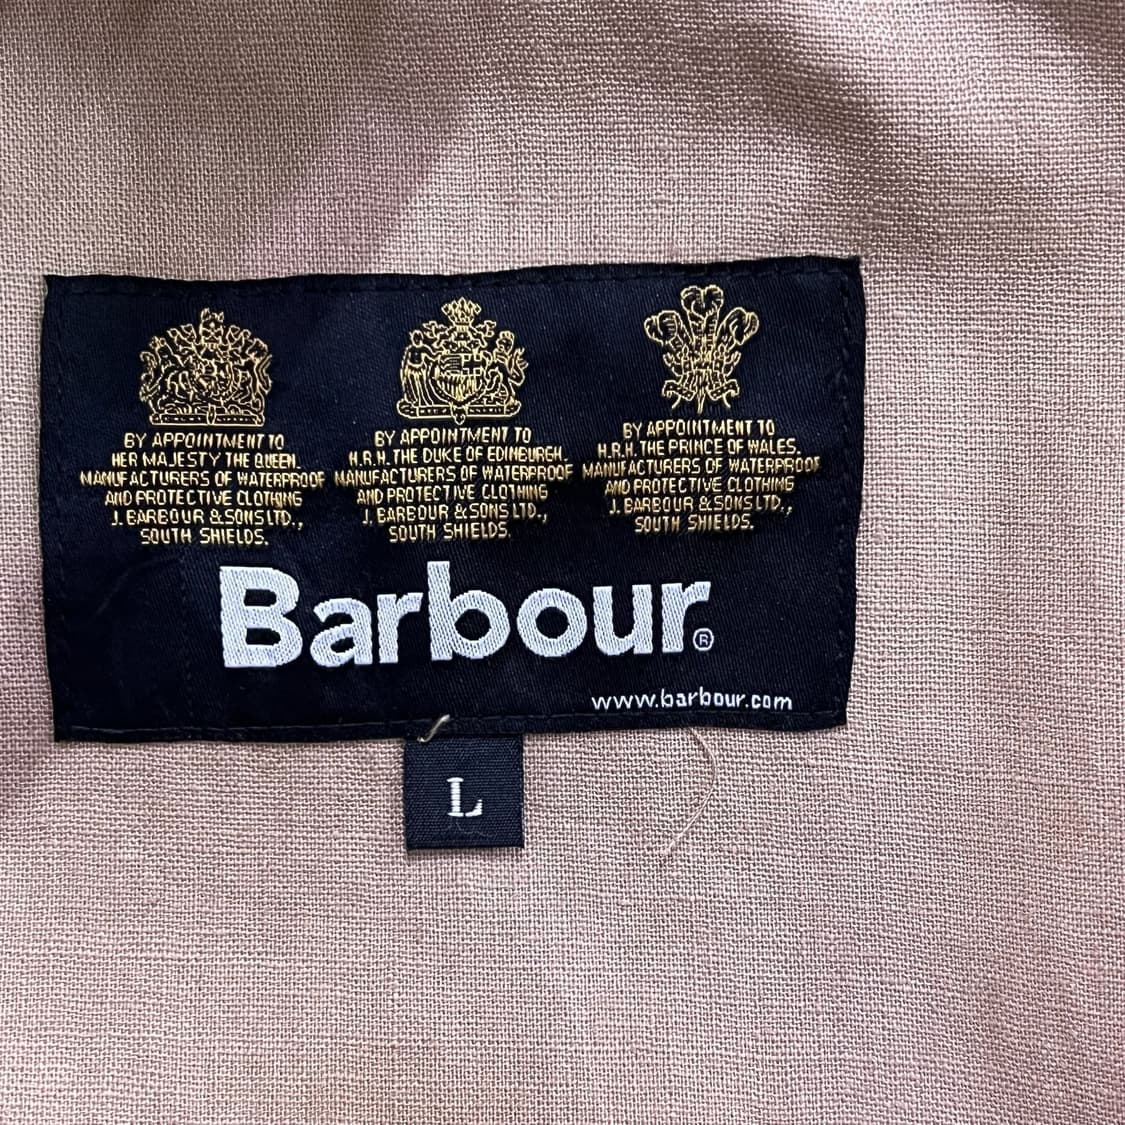 BY APPOINTMENT TO
HER MAJESTY THE QUEEN.
MANUFACTURERS OF WATERPROOF
AND PROTECTIVE CLOTHING
J. BARBOUR & SONS LTD.,
SOUTH SHIELDS.
BY APPOINTMENT TO
H.R.H. THE DUKE OF EDINBURGH.
MANUFACTURERS OF WATERPROOF
AND PROTECTIVE CLOTHING
J. BARBOUR & SONS LTD.,
SOUTH SHIELDS.
BY APPOINTMENT TO
H.R.H. THE PRINCE OF WALES.
MANUFACTURERS OF WATERPROOF
AND PROTECTIVE CLOTHING
J. BARBOUR & SONS LTD.,
SOUTH SHIELDS.
Barbour®
www.barbour.com
L